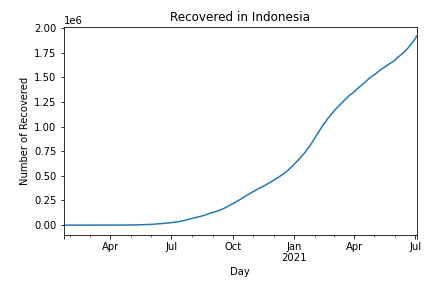 Recovered in Indonesia
1e6
2.00
1.75
1.50
1.25
1.00
0.75
0.50
0.25
0.00
Number of Recovered
Apr Jul Oct Jan Apr Jul
2021
Day